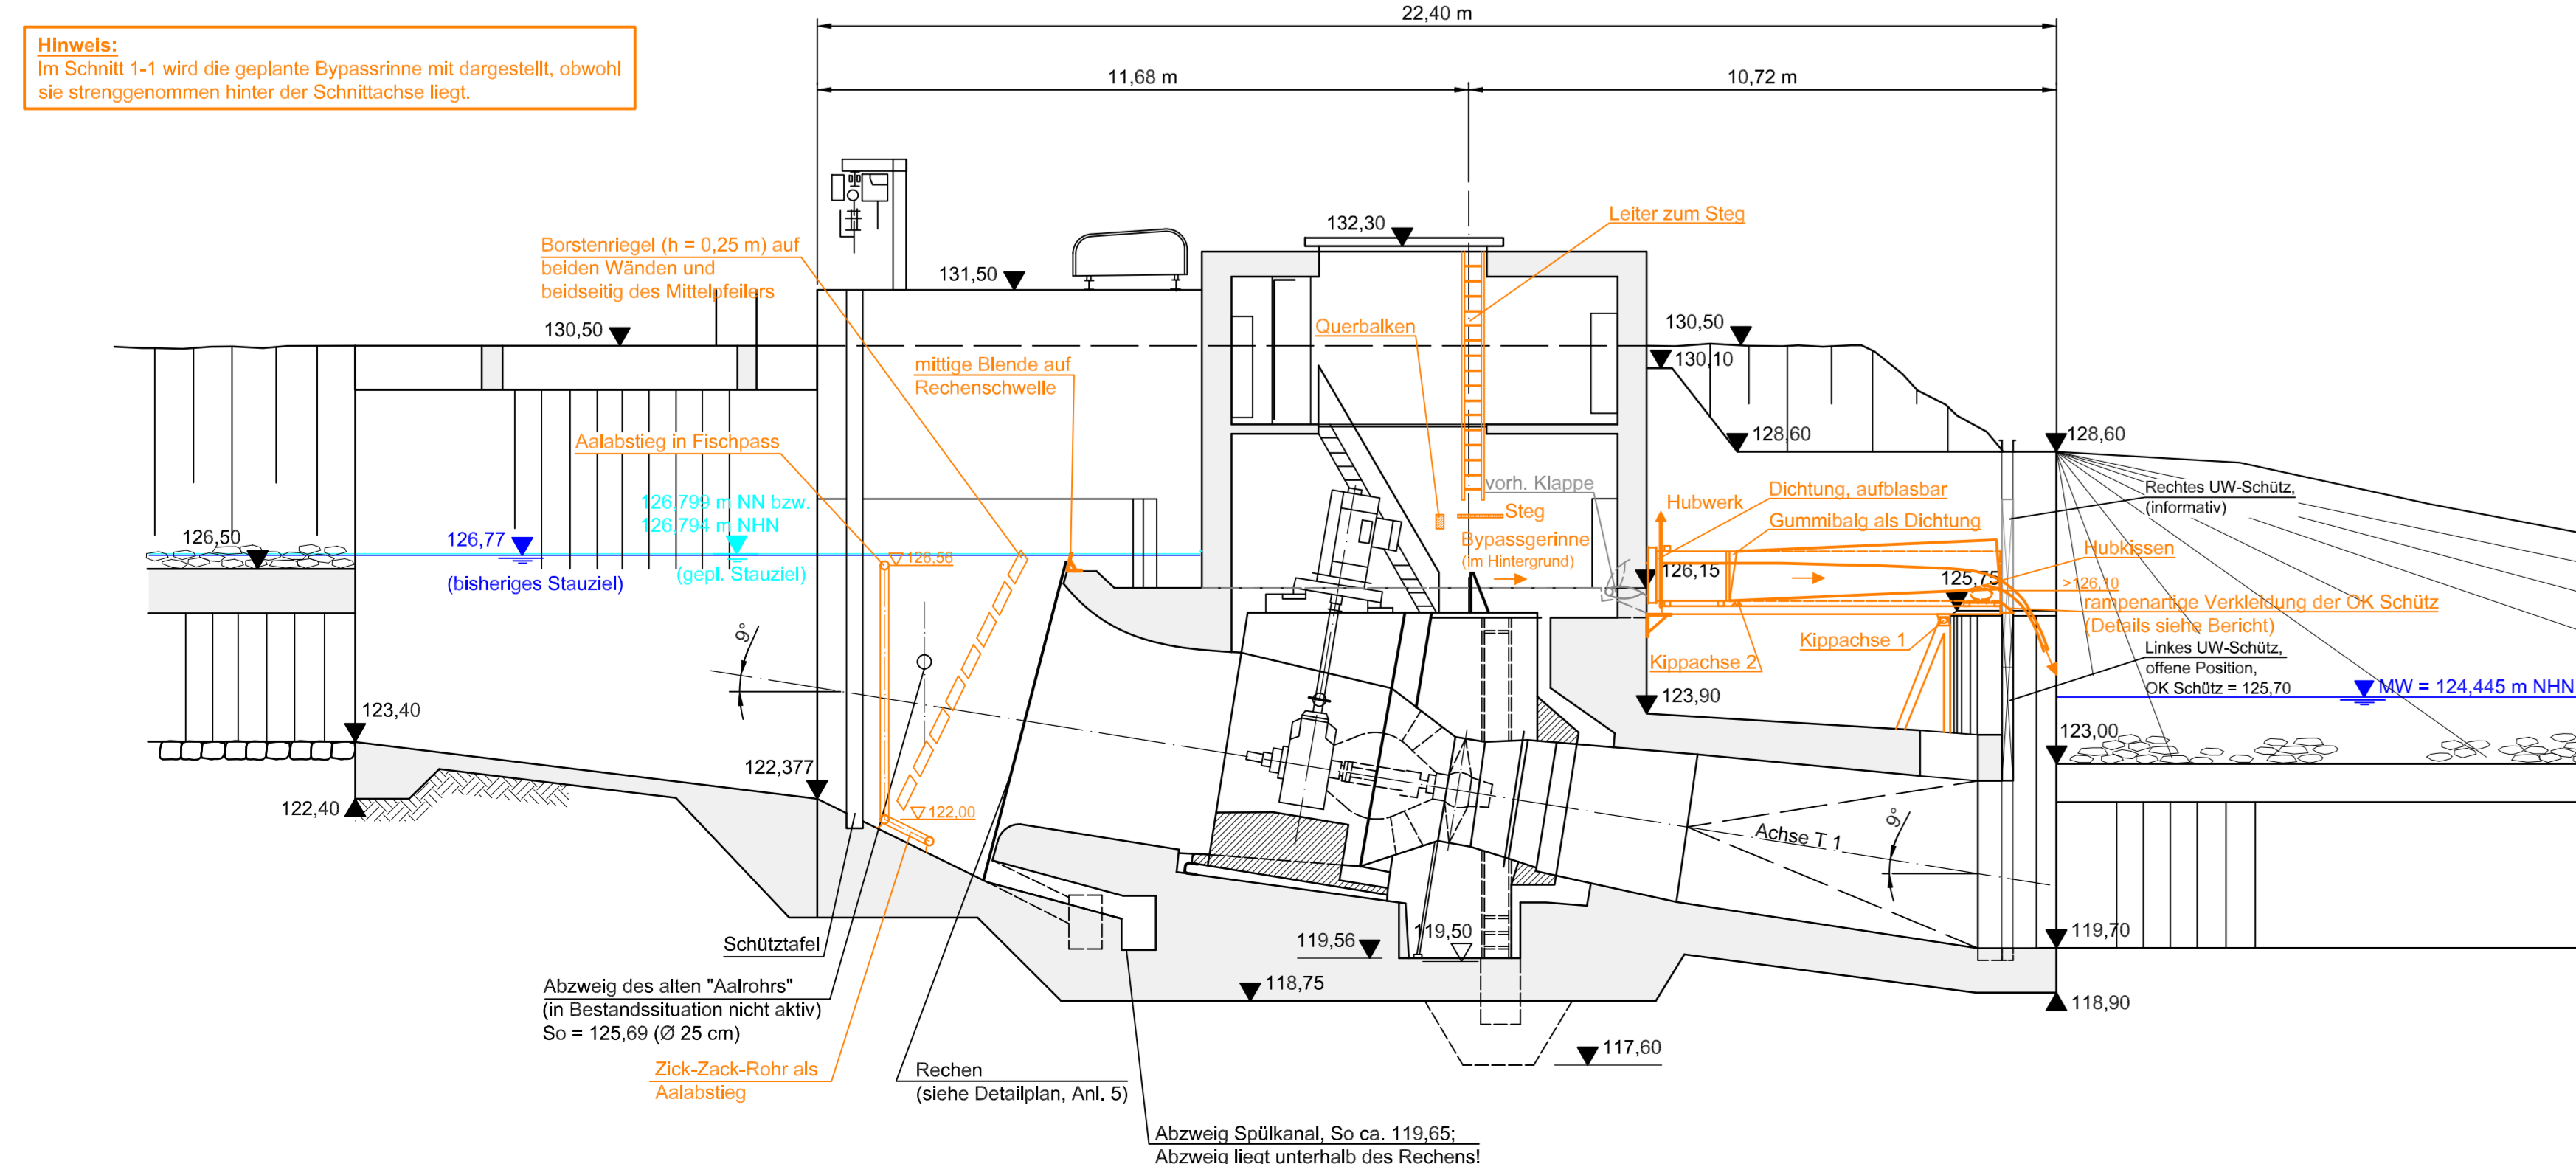 22,40 m
Hinweis:
Im Schnitt 1-1 wird die geplante Bypassrinne mit dargestellt, obwohl
sie strenggenommen hinter der Schnittachse liegt.
11,68 m
10,72 m
Borstenriegel (h = 0,25 m) auf
beiden Wänden und
beidseitig des Mittelpfeilers
131,50
132,30
Leiter zum Steg
130,50
Querbalken
130,50
130,10
mittige Blende auf
Rechenschwelle
Aalabstieg in Fischpass
128,60
128,60
126,799 m NN bzw.
126,794 m NHN
(gepl. Stauziel)
126,50
126,77
(bisheriges Stauziel)
126,56
vorh. Klappe
Steg
Bypassgerinne
(im Hintergrund)
Hubwerk
Dichtung, aufblasbar
Gummibalg als Dichtung
Rechtes UW-Schütz,
(informativ)
Hubkissen
126,15
125,75
>126,10
rampenartige Verkleidung der OK Schütz
(Details siehe Bericht)
Kippachse 1
Kippachse 2
Linkes UW-Schütz,
offene Position,
OK Schütz = 125,70
MW = 124,445 m NHN
9°
123,40
123,90
123,00
122,377
122,40
122,00
Achse T 1
9°
Schütztafel
119,56
119,50
119,70
Abzweig des alten "Aalrohrs"
(in Bestandssituation nicht aktiv)
So = 125,69 (Ø 25 cm)
118,75
118,90
117,60
Zick-Zack-Rohr als
Aalabstieg
Rechen
(siehe Detailplan, Anl. 5)
Abzweig Spülkanal, So ca. 119,65;
Abzweig liegt unterhalb des Rechens!